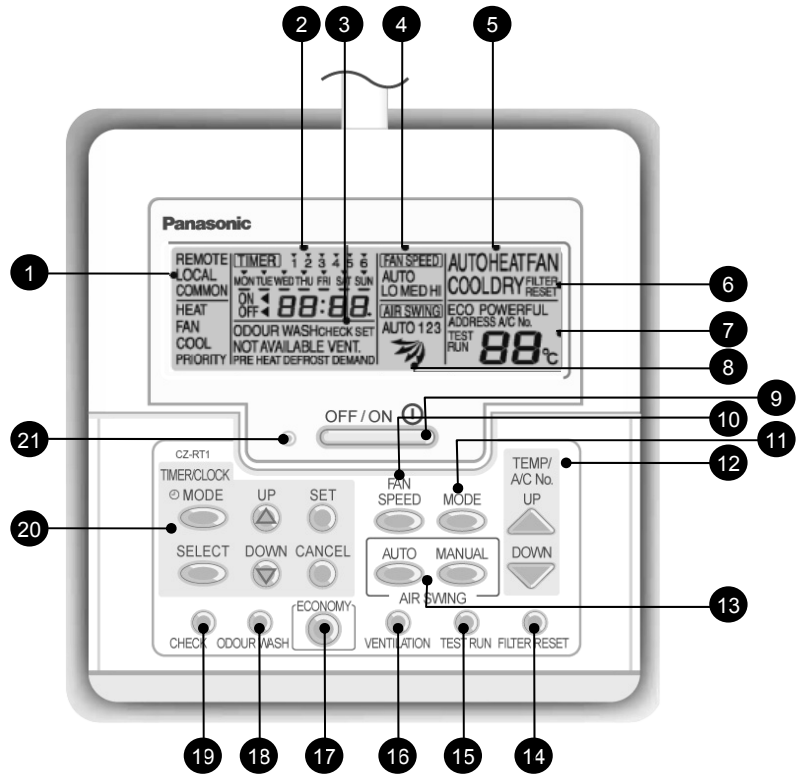 2 3 4 5
Panasonic
REMOTE
LOCAL
COMMON
HEAT
FAN
COOL
PRIORITY
TIMER 1 2 3 4 5 6
MON TUE WED THU FRI SAT SUN
ON
OFF 88:88.
ODOUR WASH CHECK SET
NOT AVAILABLE VENT.
PRE HEAT DEFROST DEMAND
FAN SPEED
AUTO
LO MED HI
AIR SWING
AUTO 1 2 3
AUTO HEAT FAN
COOL DRY FILTER
RESET
ECO POWERFUL
ADDRESS A/C No.
TEST
RUN 88 °C
1
6
7
8
9
10
11
12
21
20
OFF / ON
CZ-RT1
TIMER/CLOCK
MODE UP SET
SELECT DOWN CANCEL
FAN
SPEED MODE
TEMP/
A/C No.
UP
DOWN
AUTO MANUAL
AIR SWING
13
ECONOMY
CHECK ODOUR WASH VENTILATION TEST RUN FILTER RESET
19 18 17 16 15 14